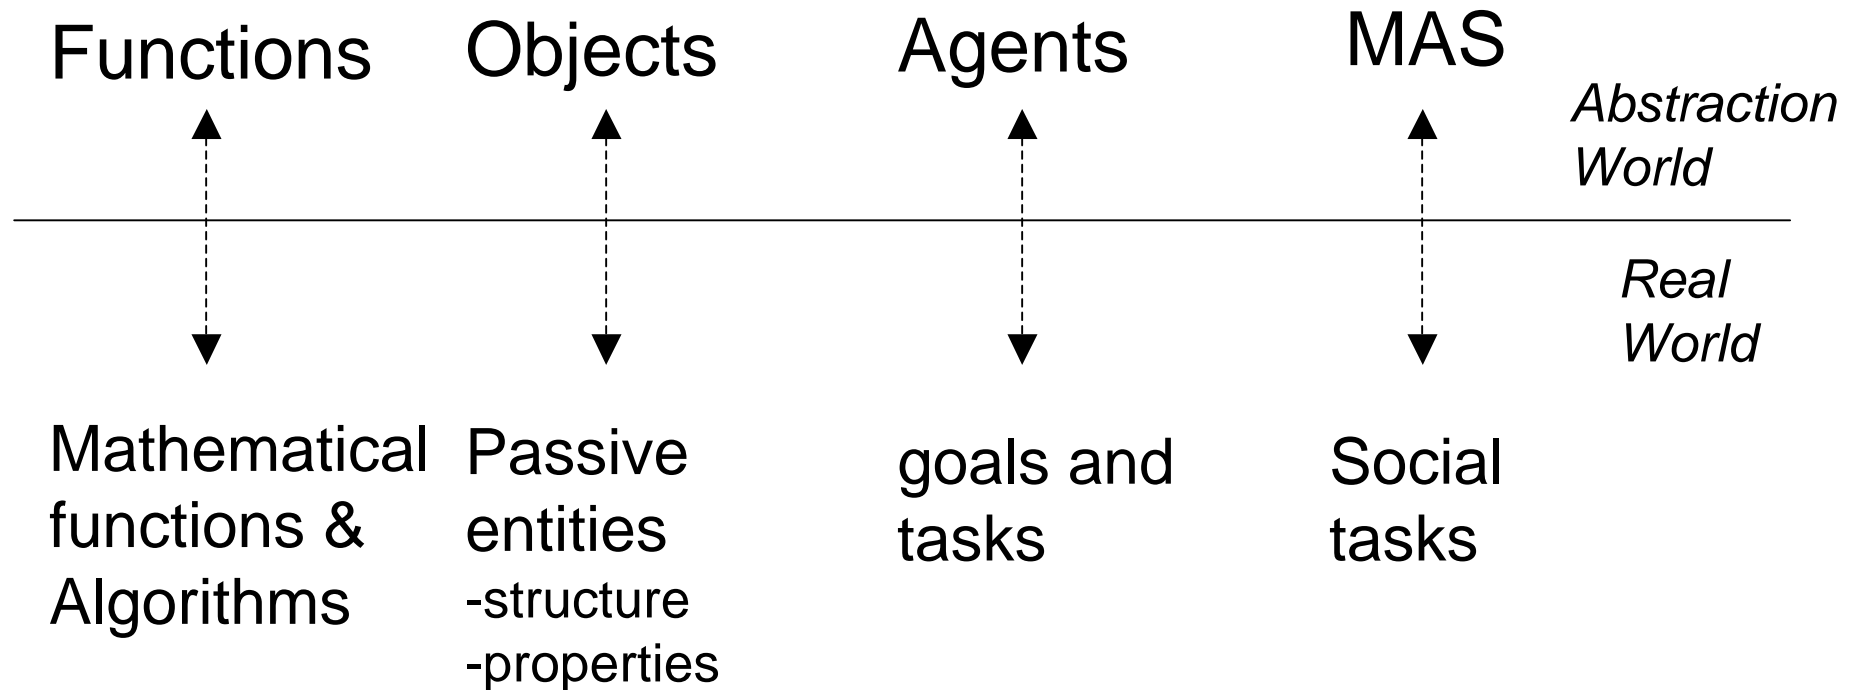 Functions
Objects
Agents
MAS
Abstraction
World
Real
World
Mathematical
functions &
Algorithms
Passive
entities
-structure
-properties
goals and
tasks
Social
tasks